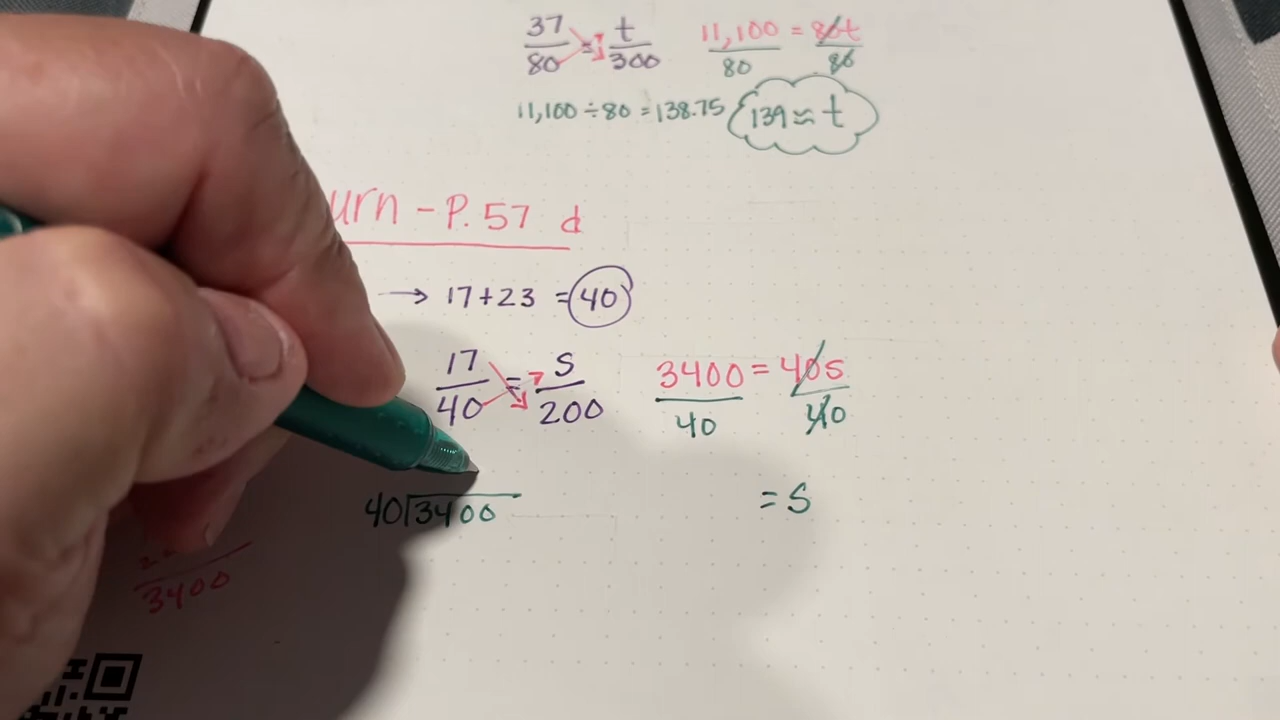 37/80 = t/300 11,100/80 = 80t/80
11,100 ÷ 80 = 138.75 139 ≈ t
urn - P. 57 d
→ 17+23 = 40
17/40 = S/200 3400/40 = 40s/40
40)3400 = S
3400